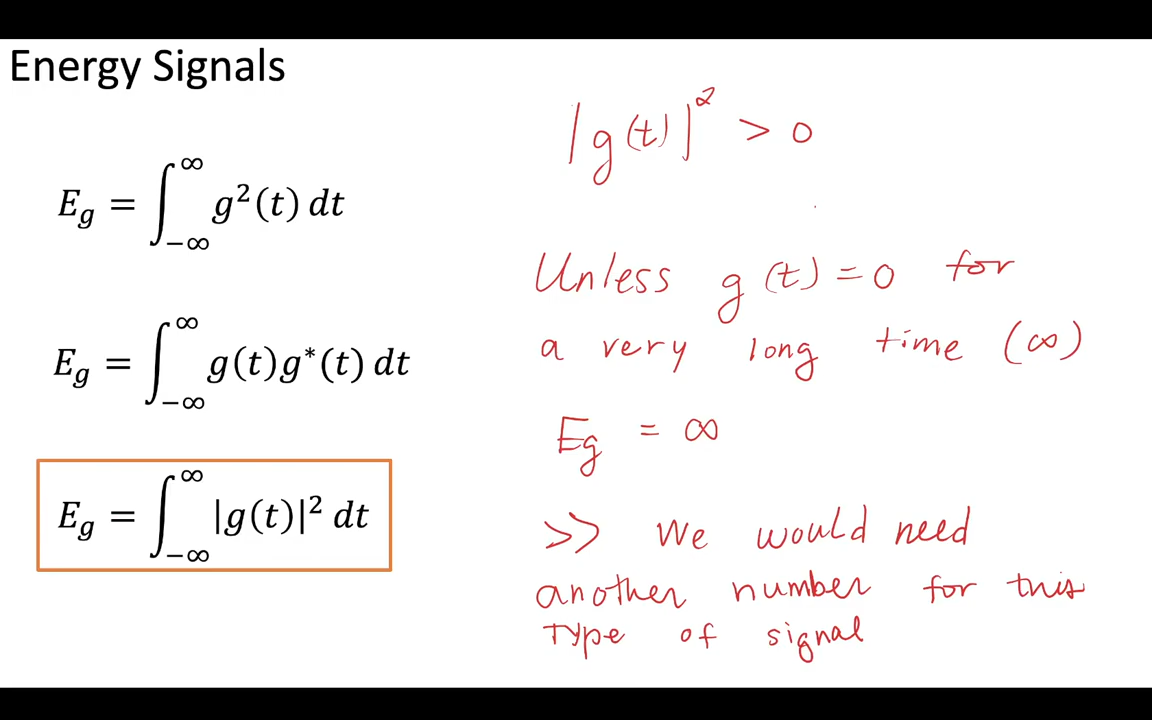 Energy Signals
E_g = ∫_{-∞}^{∞} g²(t) dt
E_g = ∫_{-∞}^{∞} g(t)g*(t) dt
E_g = ∫_{-∞}^{∞} |g(t)|² dt
|g(t)|² > 0
Unless g(t) = 0 for
a very long time (∞)
Eg = ∞
>> We would need
another number for this
Type of signal